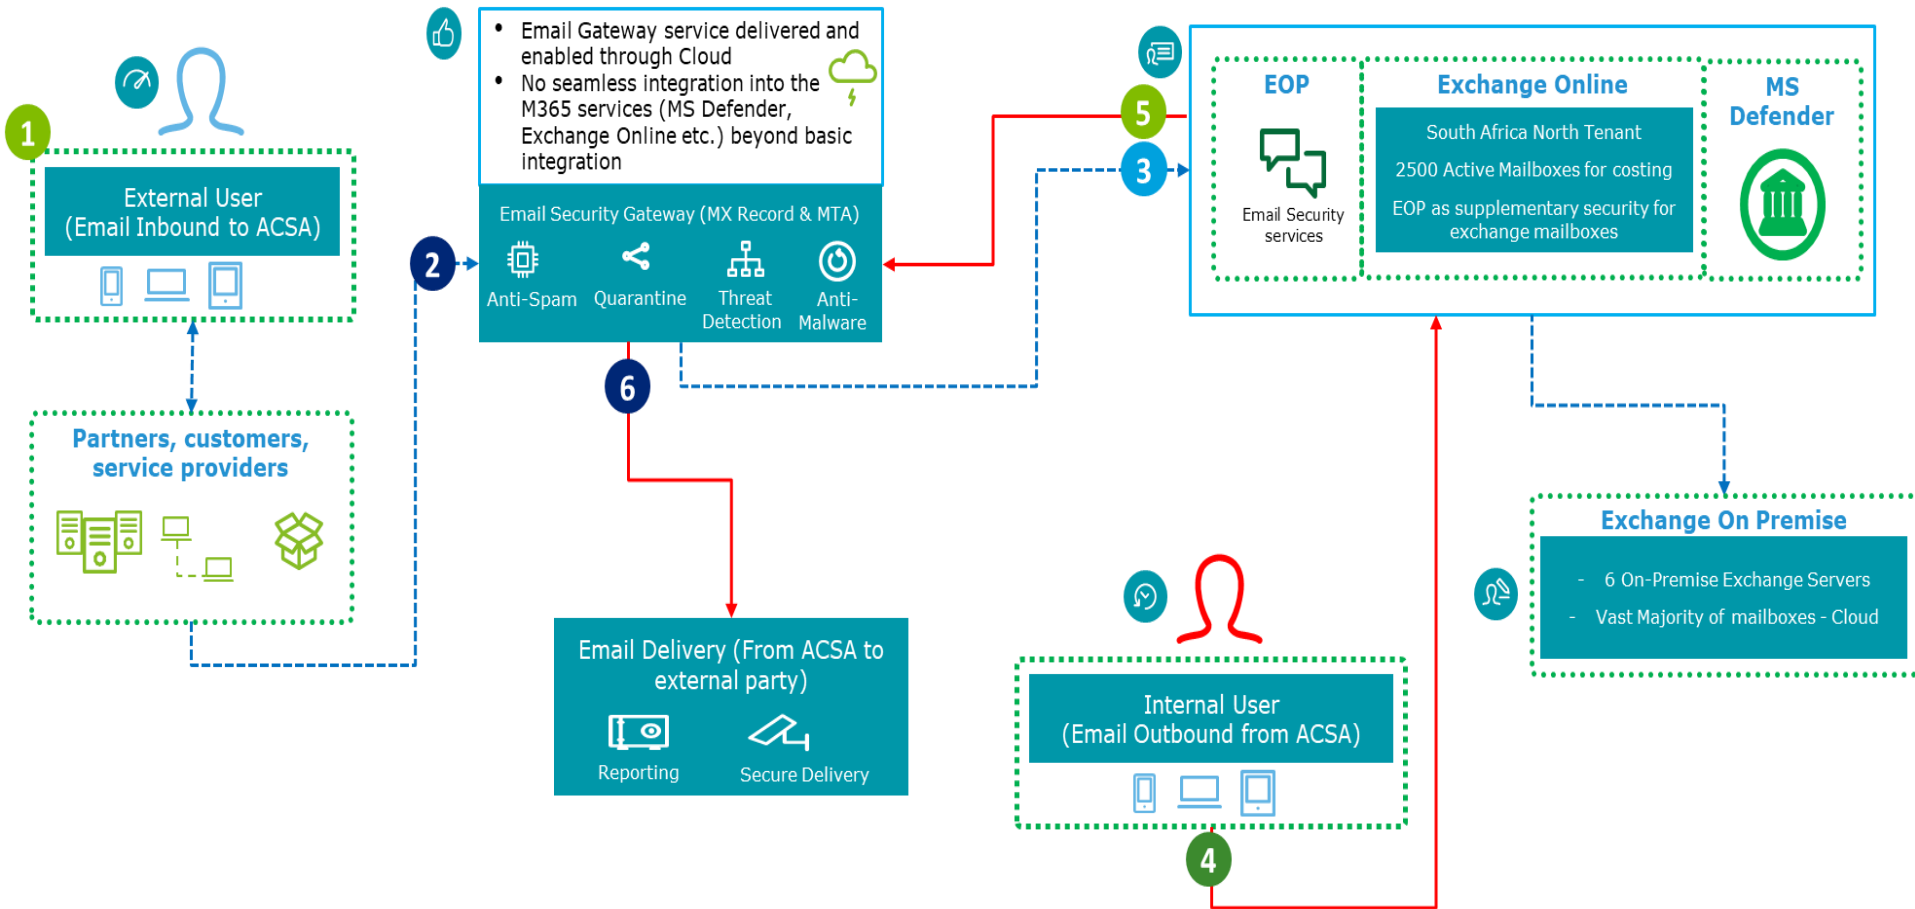 1
External User
(Email Inbound to ACSA)
Partners, customers,
service providers
2
• Email Gateway service delivered and
enabled through Cloud
• No seamless integration into the
M365 services (MS Defender,
Exchange Online etc.) beyond basic
integration
Email Security Gateway (MX Record & MTA)
Anti-Spam
Quarantine
Threat
Detection
Anti-
Malware
6
Email Delivery (From ACSA to
external party)
Reporting
Secure Delivery
5
3
EOP
Email Security
services
Exchange Online
South Africa North Tenant
2500 Active Mailboxes for costing
EOP as supplementary security for
exchange mailboxes
MS
Defender
Exchange On Premise
- 6 On-Premise Exchange Servers
- Vast Majority of mailboxes - Cloud
Internal User
(Email Outbound from ACSA)
4